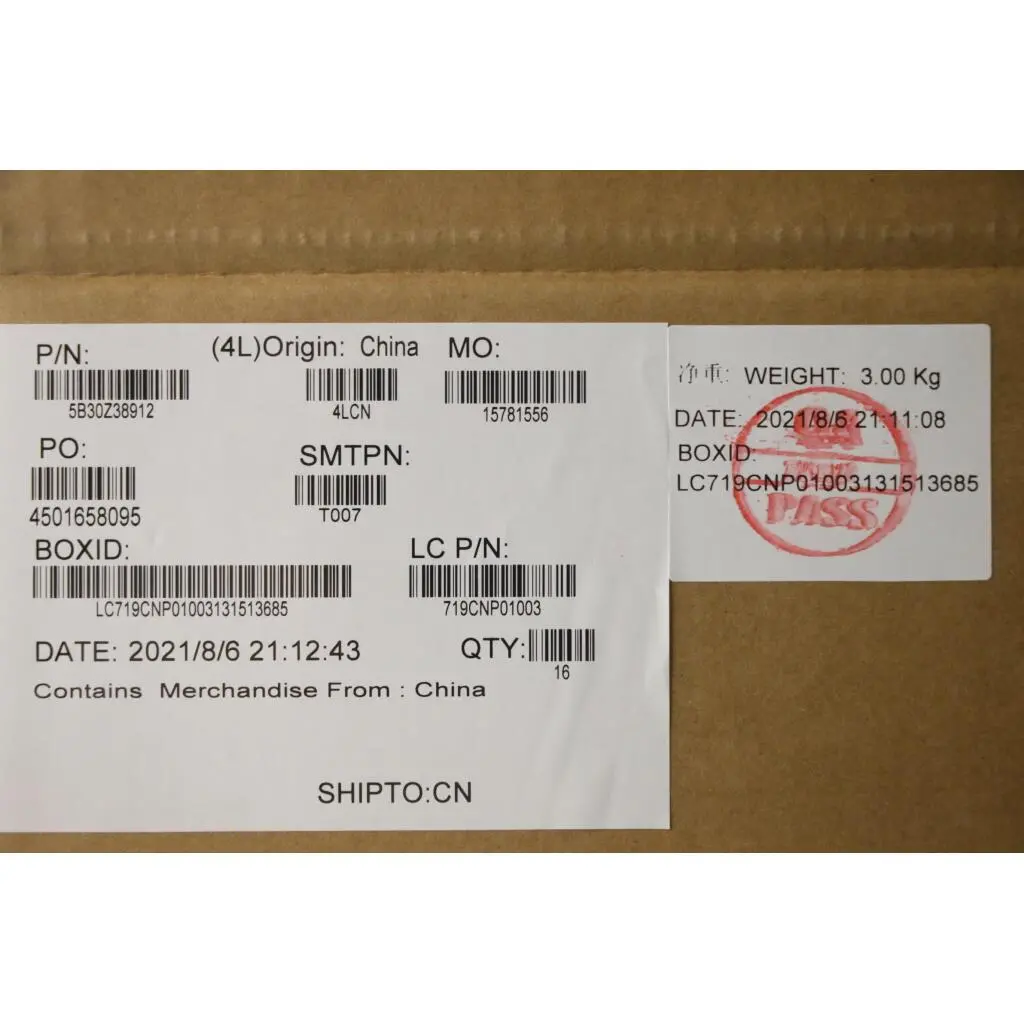 P/N:
5B30Z38912
(4L)Origin: China
4LCN
MO:
15781556
PO:
4501658095
SMTPN:
T007
BOXID:
LC719CNP01003131513685
LC P/N:
719CNP01003
DATE: 2021/8/6 21:12:43
QTY:
16
Contains Merchandise From : China
SHIPTO:CN
净重: WEIGHT: 3.00 Kg
DATE: 2021/8/6 21:11:08
BOXID:
LC719CNP01003131513685
QA
PASS